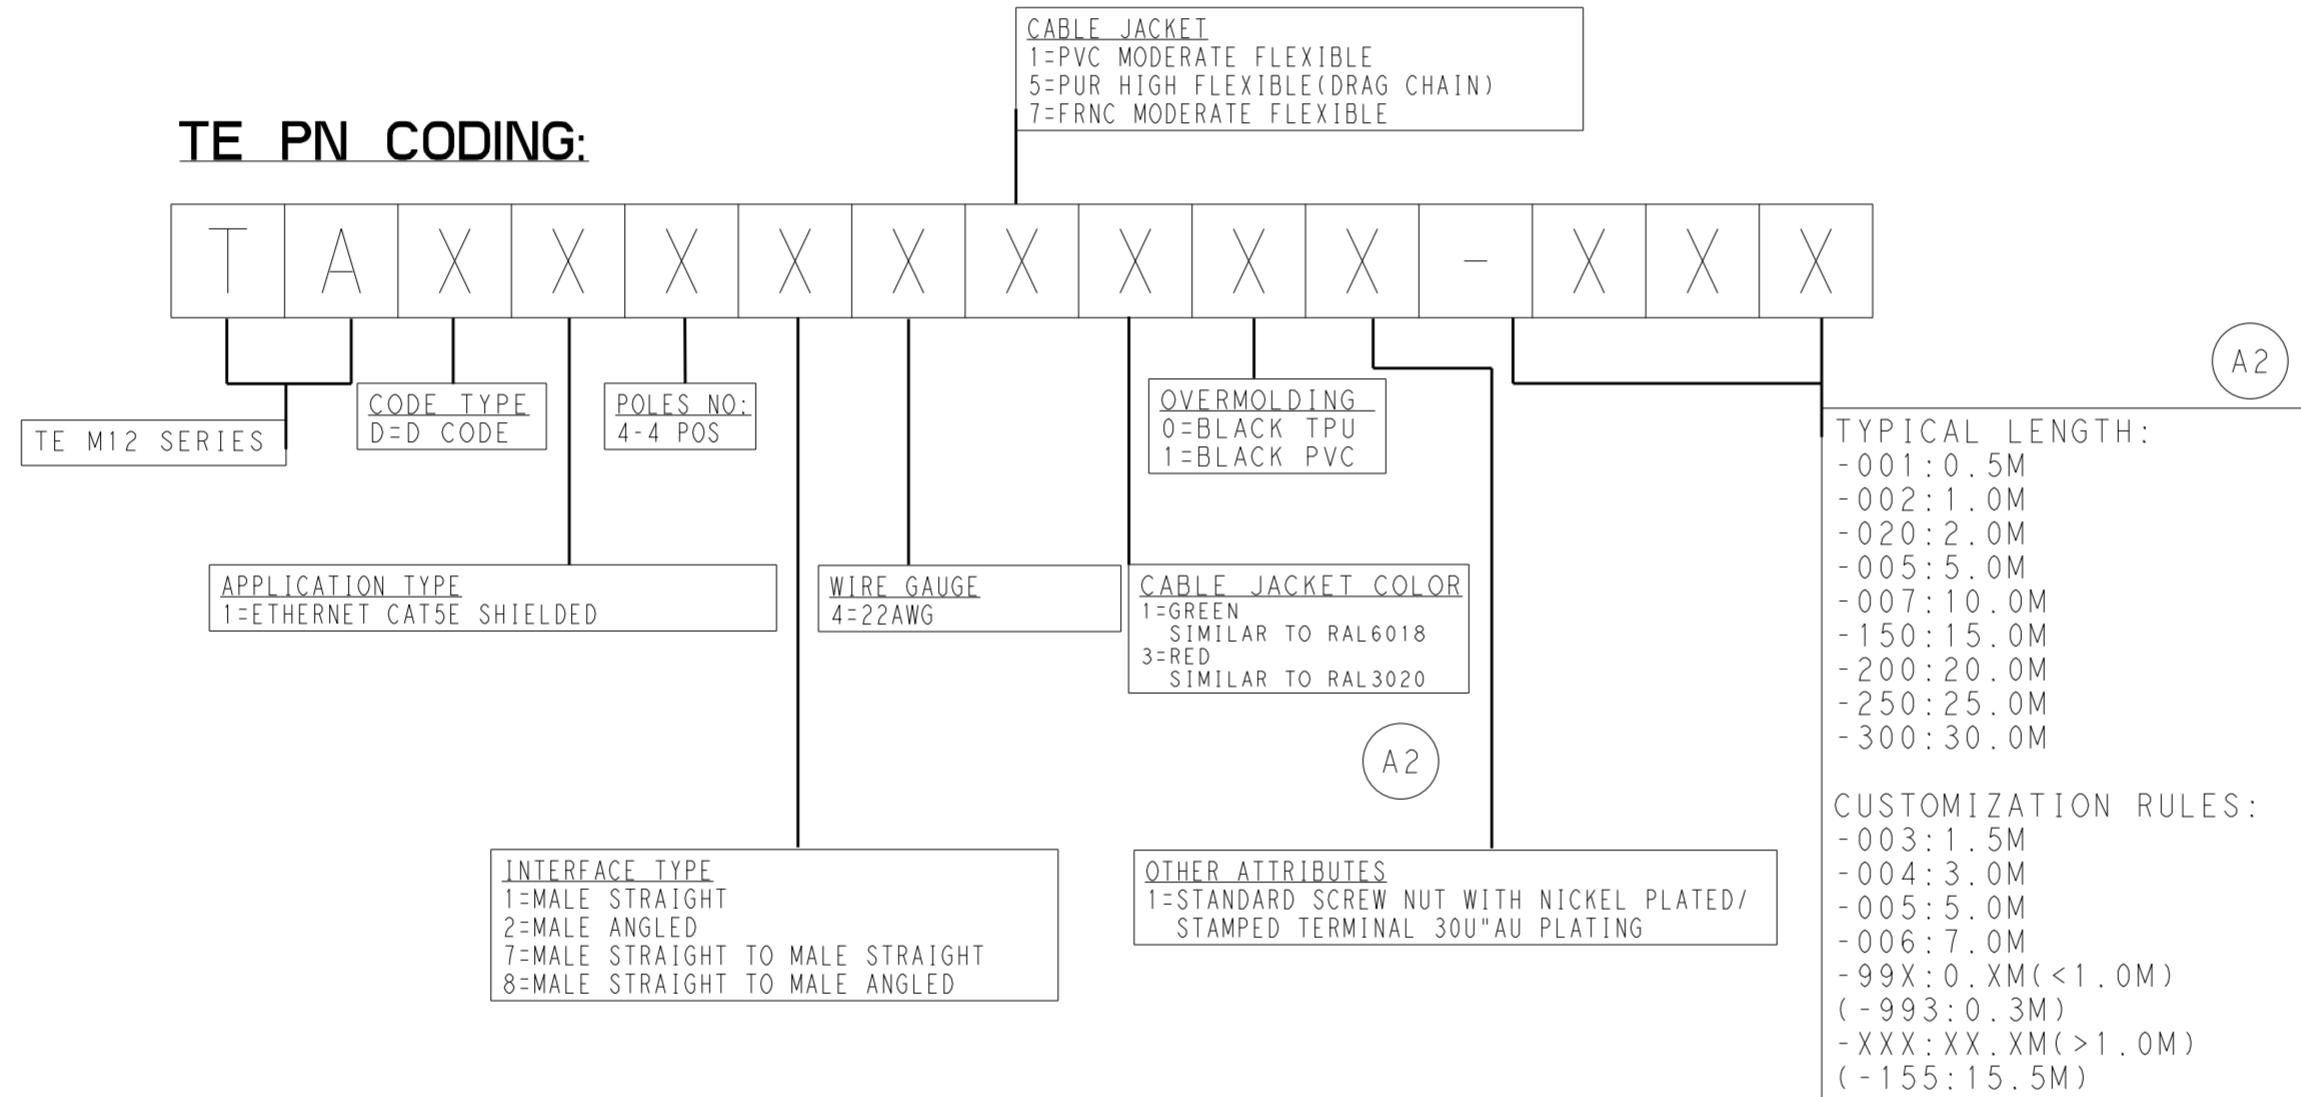 CABLE JACKET
1=PVC MODERATE FLEXIBLE
5=PUR HIGH FLEXIBLE(DRAG CHAIN)
7=FRNC MODERATE FLEXIBLE
TE PN CODING:
T A X X X X X X X X X - X X X
A2
TE M12 SERIES
CODE TYPE
D=D CODE
POLES NO:
4-4 POS
OVERMOLDING
0=BLACK TPU
1=BLACK PVC
APPLICATION TYPE
1=ETHERNET CAT5E SHIELDED
WIRE GAUGE
4=22AWG
CABLE JACKET COLOR
1=GREEN
SIMILAR TO RAL6018
3=RED
SIMILAR TO RAL3020
A2
INTERFACE TYPE
1=MALE STRAIGHT
2=MALE ANGLED
7=MALE STRAIGHT TO MALE STRAIGHT
8=MALE STRAIGHT TO MALE ANGLED
OTHER ATTRIBUTES
1=STANDARD SCREW NUT WITH NICKEL PLATED/
STAMPED TERMINAL 30U"AU PLATING
TYPICAL LENGTH:
-001:0.5M
-002:1.0M
-020:2.0M
-005:5.0M
-007:10.0M
-150:15.0M
-200:20.0M
-250:25.0M
-300:30.0M
CUSTOMIZATION RULES:
-003:1.5M
-004:3.0M
-005:5.0M
-006:7.0M
-99X:0.XM(<1.0M)
(-993:0.3M)
-XXX:XX.XM(>1.0M)
(-155:15.5M)